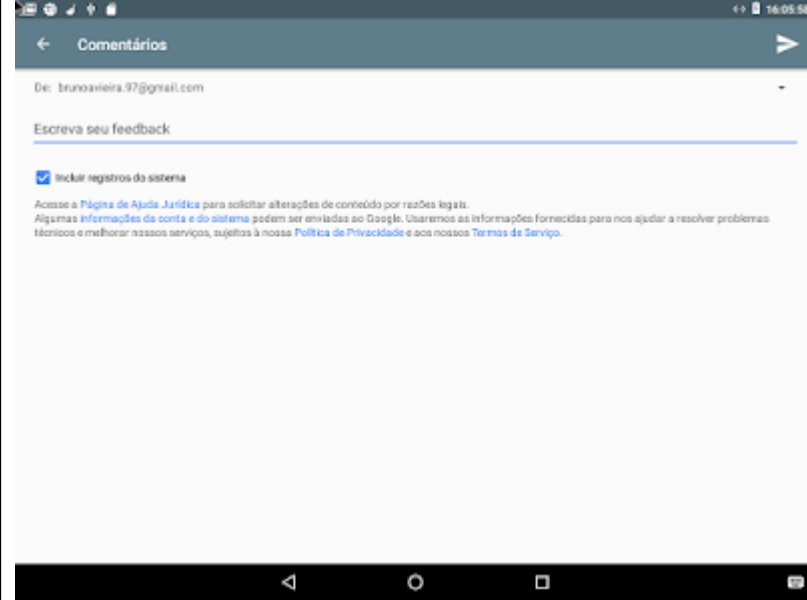 16:05:58
Comentários
De: brunoavieira.97@gmail.com
Escreva seu feedback
Incluir registros do sistema
Acesse a Página de Ajuda Jurídica para solicitar alterações de conteúdo por razões legais.
Algumas informações da conta e do sistema podem ser enviadas ao Google. Usaremos as informações fornecidas para nos ajudar a resolver problemas
técnicos e melhorar nossos serviços, sujeitos à nossa Política de Privacidade e aos nossos Termos de Serviço.